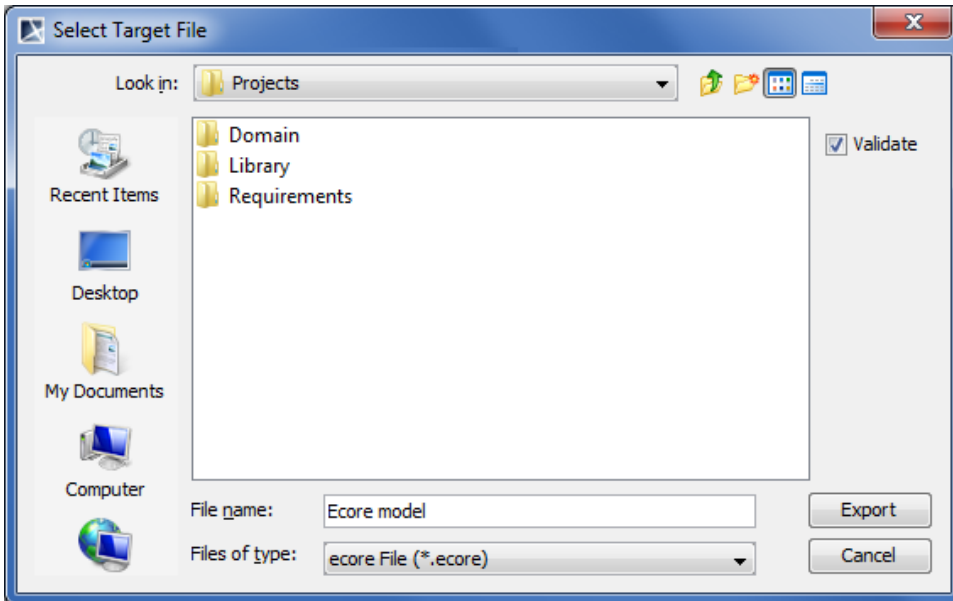 Select Target File
Look in:
Projects
Domain
Library
Requirements
Validate
Recent Items
Desktop
My Documents
Computer
File name:
Ecore model
Export
Files of type:
ecore File (*.ecore)
Cancel